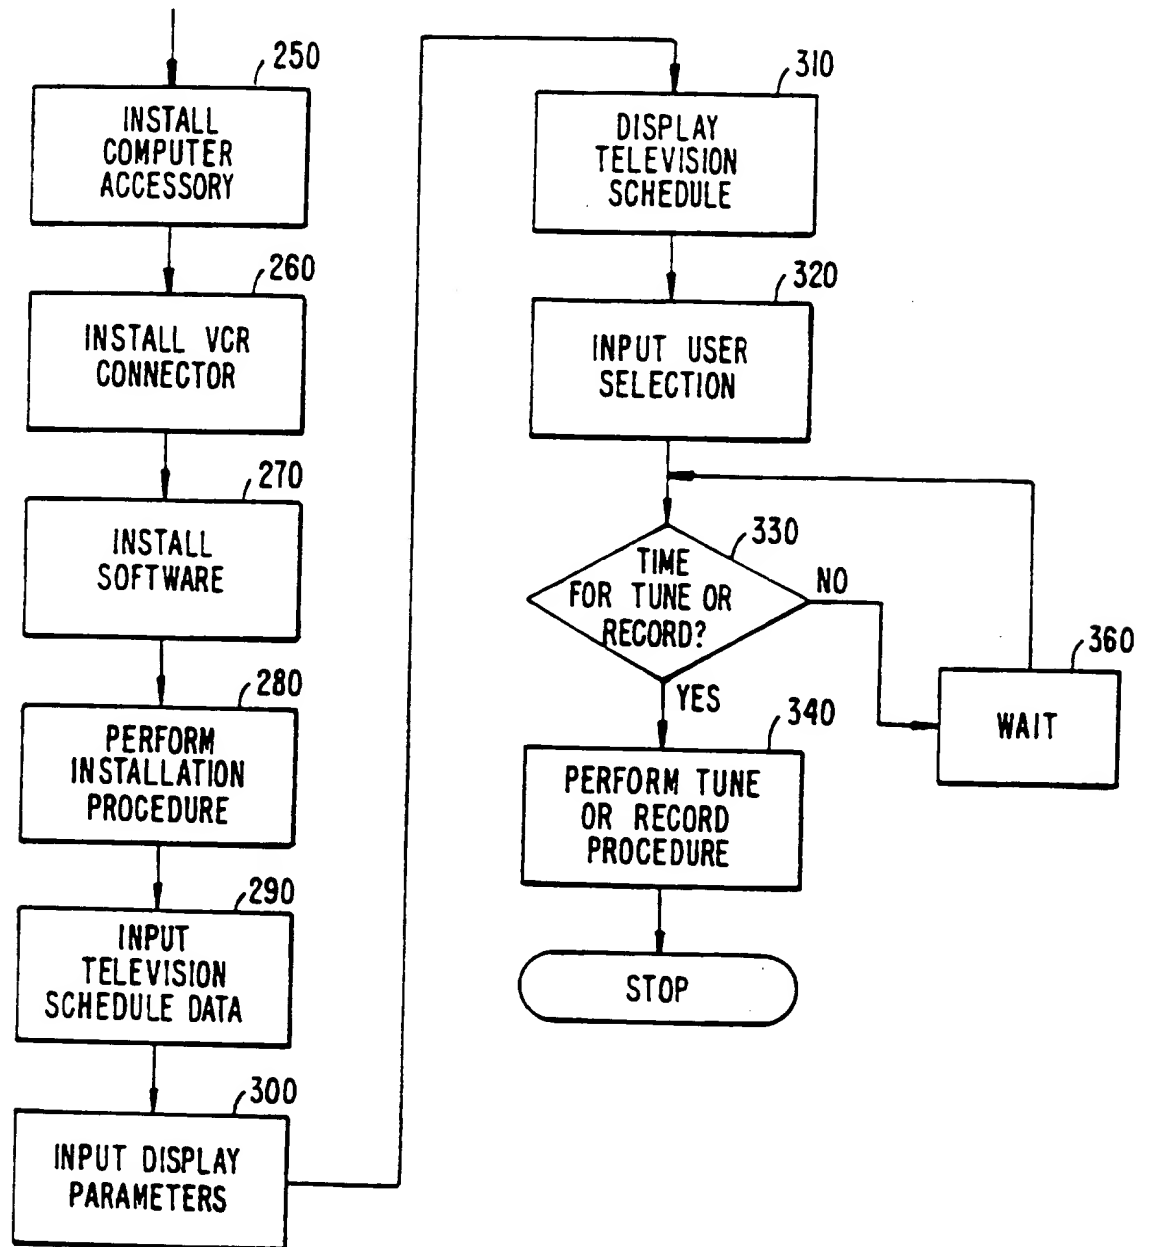 250
INSTALL
COMPUTER
ACCESSORY
260
INSTALL VCR
CONNECTOR
270
INSTALL
SOFTWARE
280
PERFORM
INSTALLATION
PROCEDURE
290
INPUT
TELEVISION
SCHEDULE DATA
300
INPUT DISPLAY
PARAMETERS
310
DISPLAY
TELEVISION
SCHEDULE
320
INPUT USER
SELECTION
330
TIME
FOR TUNE OR
RECORD?
NO
YES
360
WAIT
340
PERFORM TUNE
OR RECORD
PROCEDURE
STOP